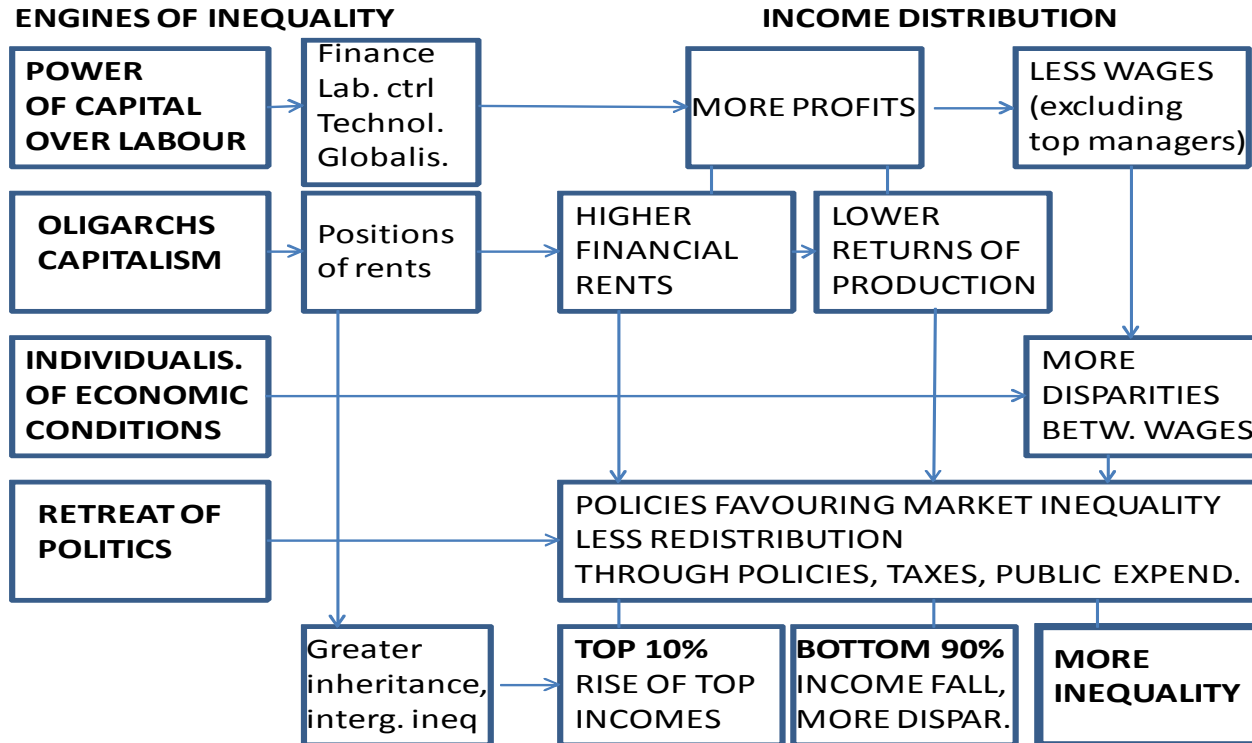 ENGINES OF INEQUALITY
INCOME DISTRIBUTION
POWER
OF CAPITAL
OVER LABOUR
Finance
Lab. ctrl
Technol.
Globalis.
MORE PROFITS
LESS WAGES
(excluding
top managers)
OLIGARCHS
CAPITALISM
Positions
of rents
HIGHER
FINANCIAL
RENTS
LOWER
RETURNS OF
PRODUCTION
INDIVIDUALIS.
OF ECONOMIC
CONDITIONS
MORE
DISPARITIES
BETW. WAGES
RETREAT OF
POLITICS
POLICIES FAVOURING MARKET INEQUALITY
LESS REDISTRIBUTION
THROUGH POLICIES, TAXES, PUBLIC EXPEND.
Greater
inheritance,
interg. ineq
TOP 10%
RISE OF TOP
INCOMES
BOTTOM 90%
INCOME FALL,
MORE DISPAR.
MORE
INEQUALITY